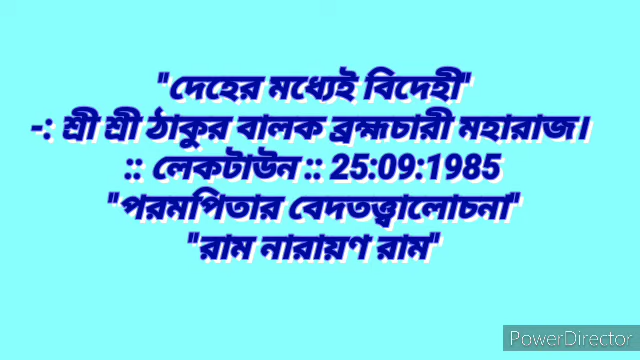 "দেহের মধ্যেই বিদেহী"
-: শ্রী শ্রী ঠাকুর বালক ব্রহ্মচারী মহারাজ।
:: লেকটাউন :: 25:09:1985
"পরমপিতার বেদতত্ত্বালোচনা"
"রাম নারায়ণ রাম"
PowerDirector